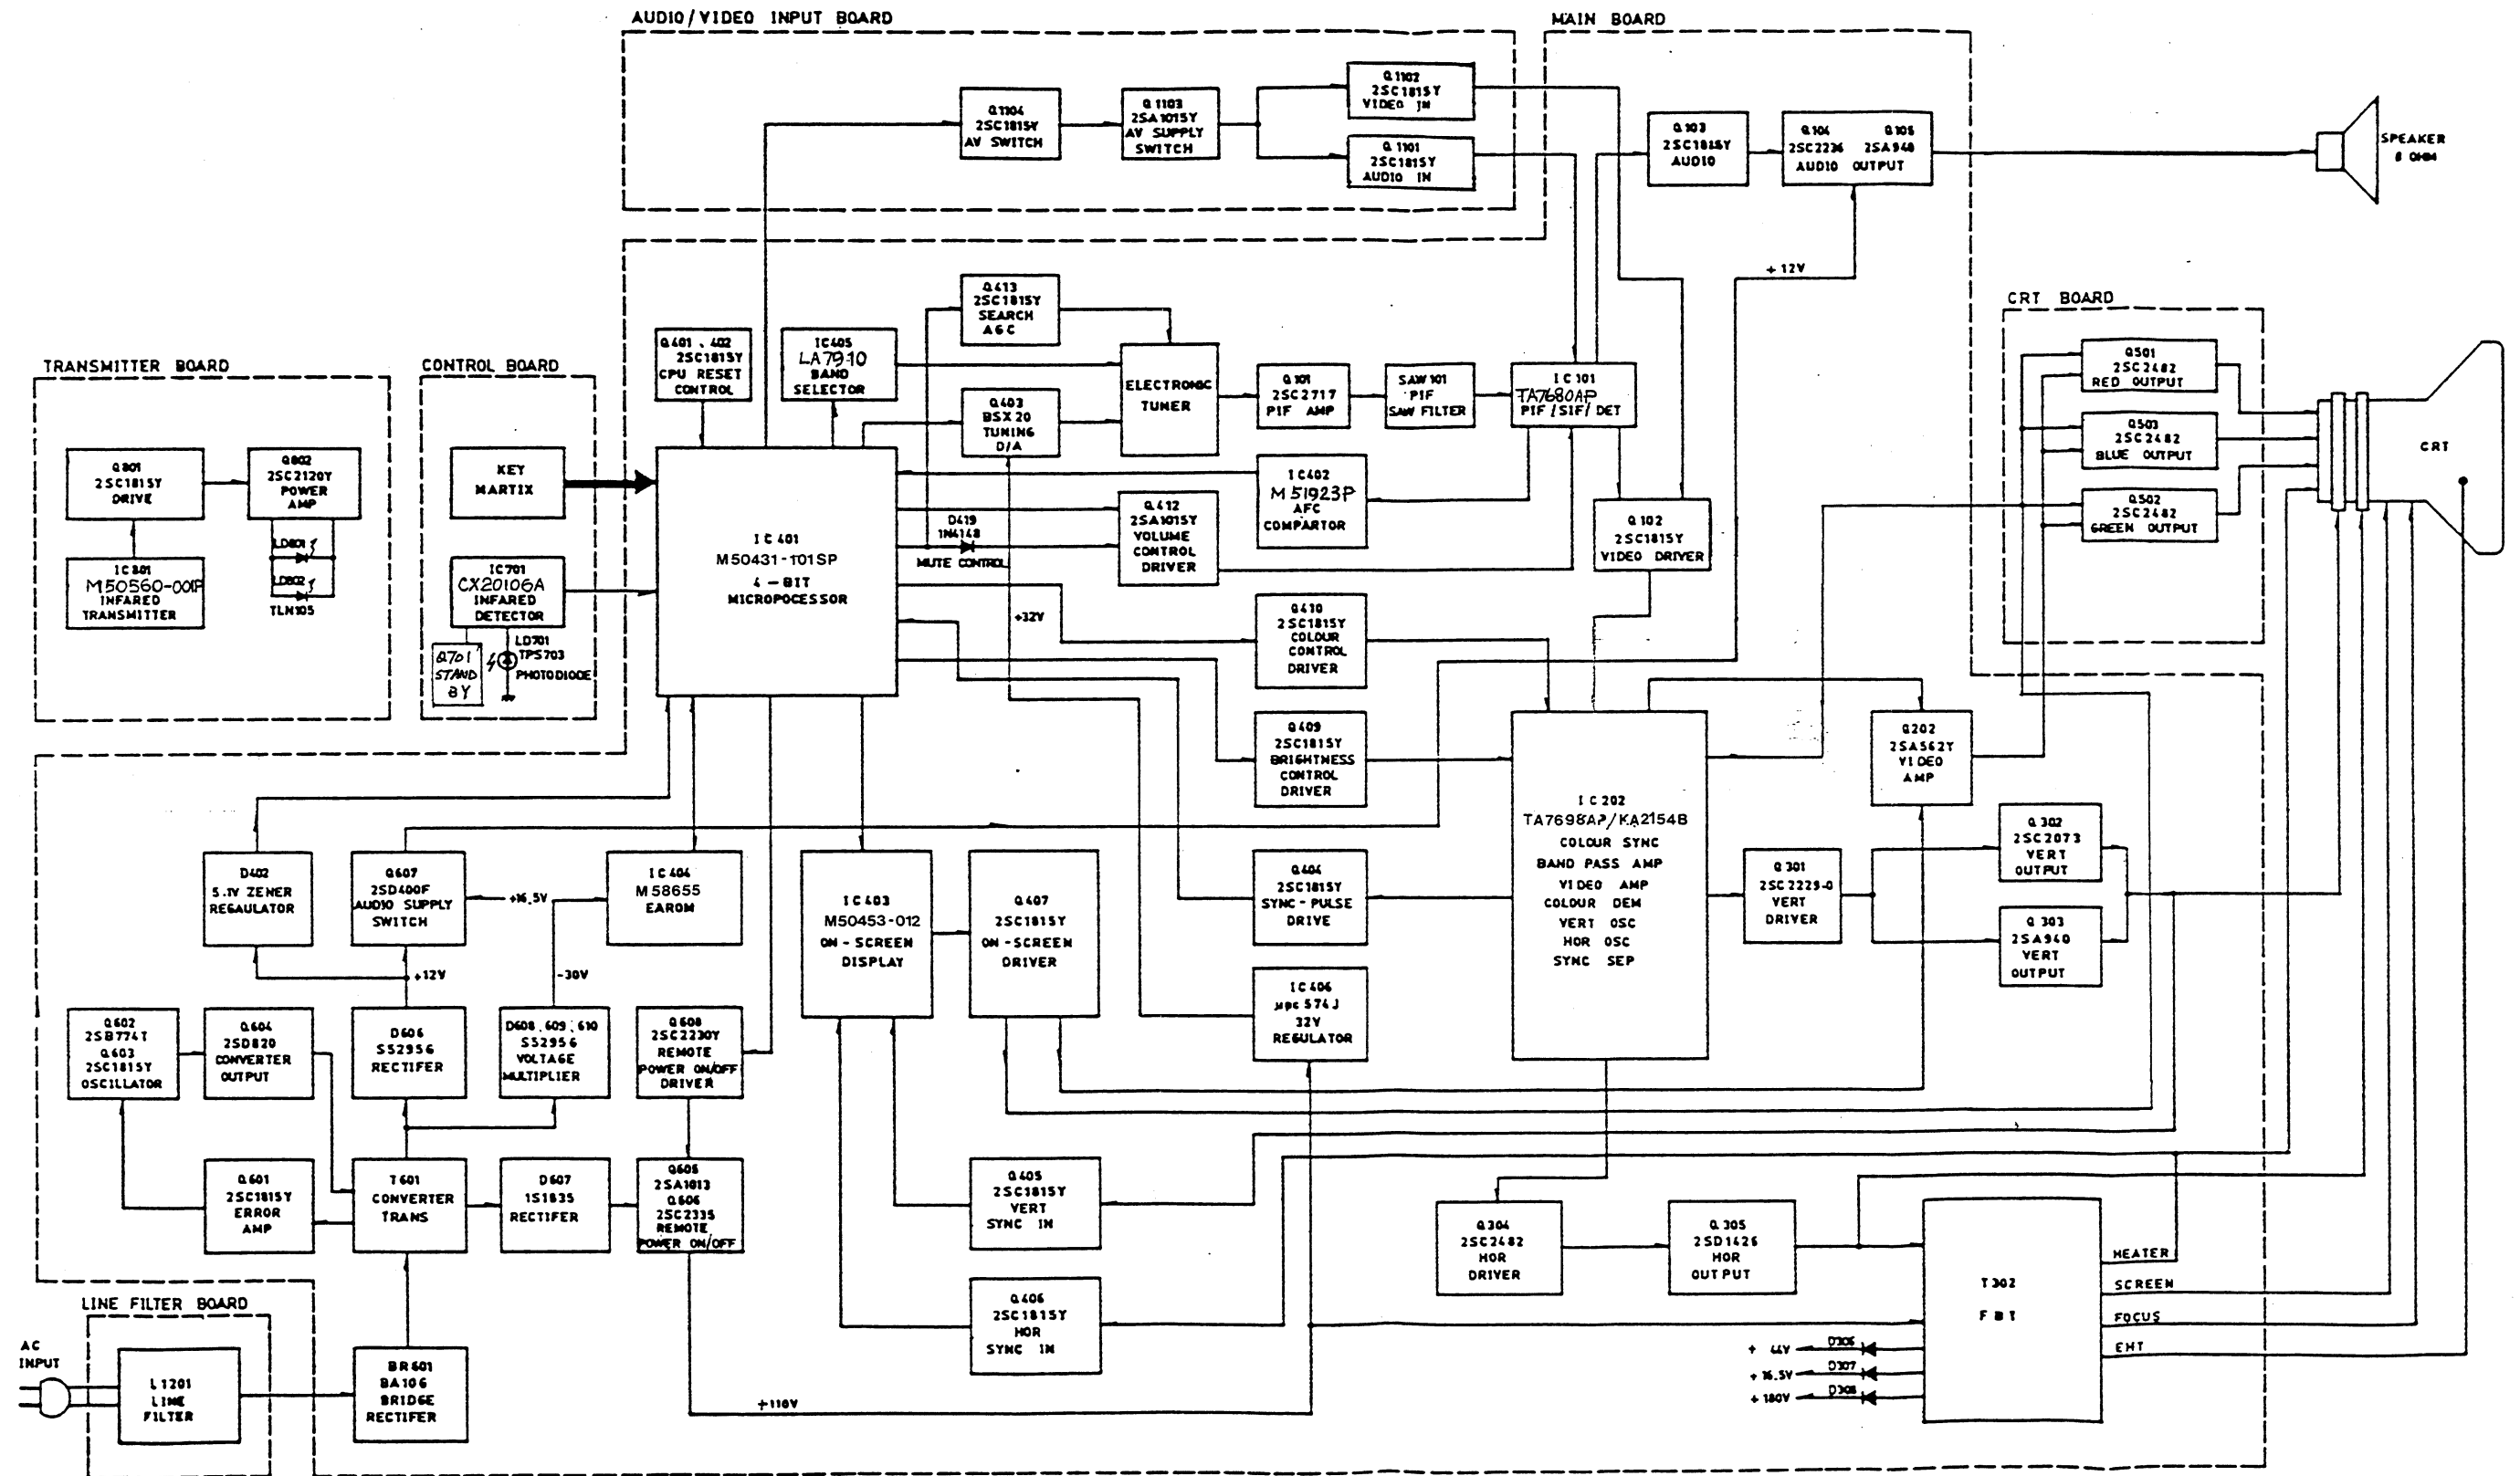 AUDIO/VIDEO INPUT BOARD
MAIN BOARD
Q1104
2SC1815Y
AV SWITCH
Q1103
2SA1015Y
AV SUPPLY
SWITCH
Q1102
2SC1815Y
VIDEO IN
Q1101
2SC1815Y
AUDIO IN
Q103
2SC1815Y
AUDIO
Q104 Q105
2SC2236 2SA940
AUDIO OUTPUT
SPEAKER
8 OHM
+12V
TRANSMITTER BOARD
Q801
2SC1815Y
DRIVE
Q802
2SC2120Y
POWER
AMP
IC801
M50560-001P
INFARED
TRANSMITTER
LD801
LD802
TLN105
CONTROL BOARD
KEY
MARTIX
IC701
CX20106A
INFARED
DETECTOR
Q701
STAND
BY
LD701
TPS703
PHOTODIODE
Q401 、 402
2SC1815Y
CPU RESET
CONTROL
IC405
LA7910
BAND
SELECTOR
Q413
2SC1815Y
SEARCH
AGC
Q403
BSX20
TUNING
D/A
ELECTRONIC
TUNER
Q101
2SC2717
PIF AMP
SAW101
PIF
SAW FILTER
IC101
TA7680AP
PIF/SIF/DET
IC401
M50431-101SP
4-BIT
MICROPOCESSOR
D419
1N4148
MUTE CONTROL
Q412
2SA1015Y
VOLUME
CONTROL
DRIVER
IC402
M51923P
AFC
COMPARTOR
Q102
2SC1815Y
VIDEO DRIVER
+32V
Q410
2SC1815Y
COLOUR
CONTROL
DRIVER
Q409
2SC1815Y
BRIGHTNESS
CONTROL
DRIVER
CRT BOARD
Q501
2SC2482
RED OUTPUT
Q503
2SC2482
BLUE OUTPUT
Q502
2SC2482
GREEN OUTPUT
CRT
Q202
2SA562Y
VIDEO
AMP
IC202
TA7698AP/KA2154B
COLOUR SYNC
BAND PASS AMP
VIDEO AMP
COLOUR DEM
VERT OSC
HOR OSC
SYNC SEP
Q301
2SC2229-O
VERT
DRIVER
Q302
2SC2073
VERT
OUTPUT
Q303
2SA940
VERT
OUTPUT
D402
5.1V ZENER
REGAULATOR
Q607
2SD400F
AUDIO SUPPLY
SWITCH
+16.5V
IC404
M58655
EAROM
IC403
M50453-012
ON-SCREEN
DISPLAY
Q407
2SC1815Y
ON-SCREEN
DRIVER
Q404
2SC1815Y
SYNC-PULSE
DRIVE
IC406
µpc574J
32V
REGULATOR
+12V
-30V
Q602
2SB774T
Q603
2SC1815Y
OSCILLATOR
Q604
2SD820
CONVERTER
OUTPUT
D606
S52956
RECTIFER
D608、609、610
S52956
VOLTAGE
MULTIPLIER
Q608
2SC2230Y
REMOTE
POWER ON/OFF
DRIVER
Q601
2SC1815Y
ERROR
AMP
T601
CONVERTER
TRANS
D607
1S1835
RECTIFER
Q605
2SA1013
Q606
2SC2335
REMOTE
POWER ON/OFF
Q405
2SC1815Y
VERT
SYNC IN
Q406
2SC1815Y
HOR
SYNC IN
Q304
2SC2482
HOR
DRIVER
Q305
2SD1426
HOR
OUTPUT
T302
FBT
HEATER
SCREEN
FOCUS
EHT
+ 44V D306
+ 16.5V D307
+ 180V D308
LINE FILTER BOARD
AC
INPUT
L1201
LINE
FILTER
BR601
BA106
BRIDGE
RECTIFER
+110V